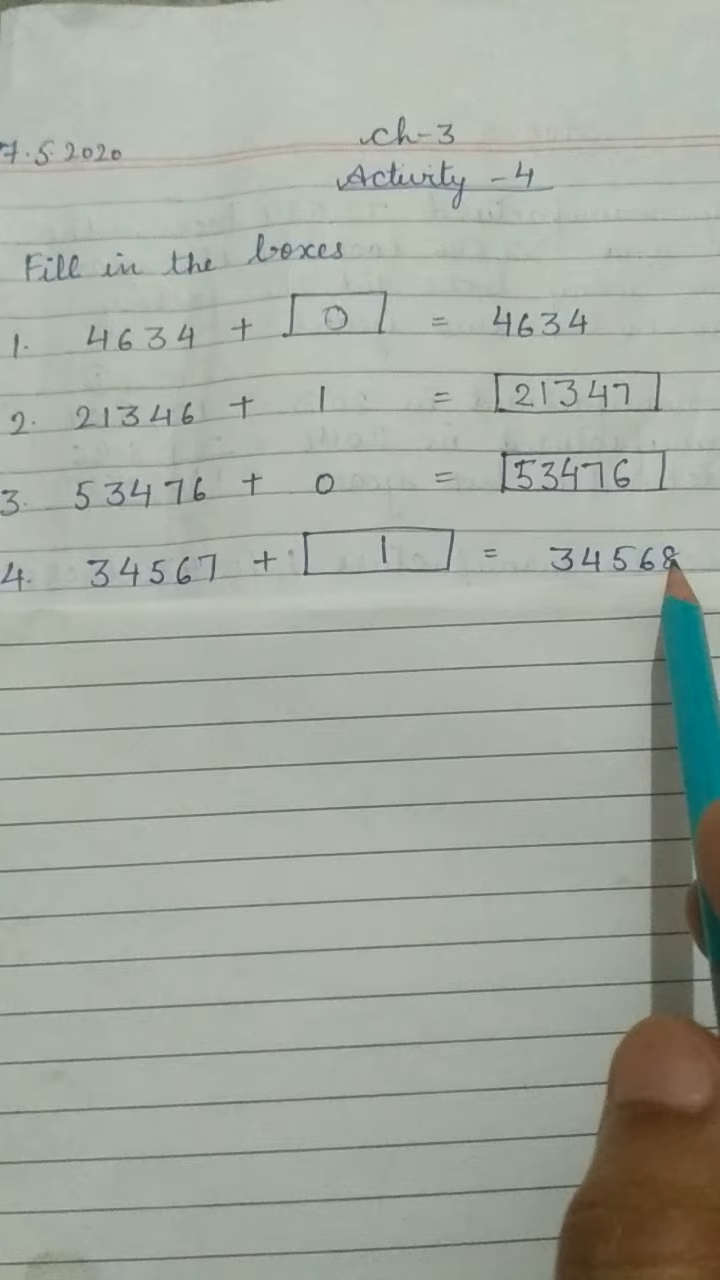 7.5.2020
ch-3
Activity - 4
Fill in the boxes
1. 4634 + 0 = 4634
2. 21346 + 1 = 21347
3. 53476 + 0 = 53476
4. 34567 + 1 = 34568